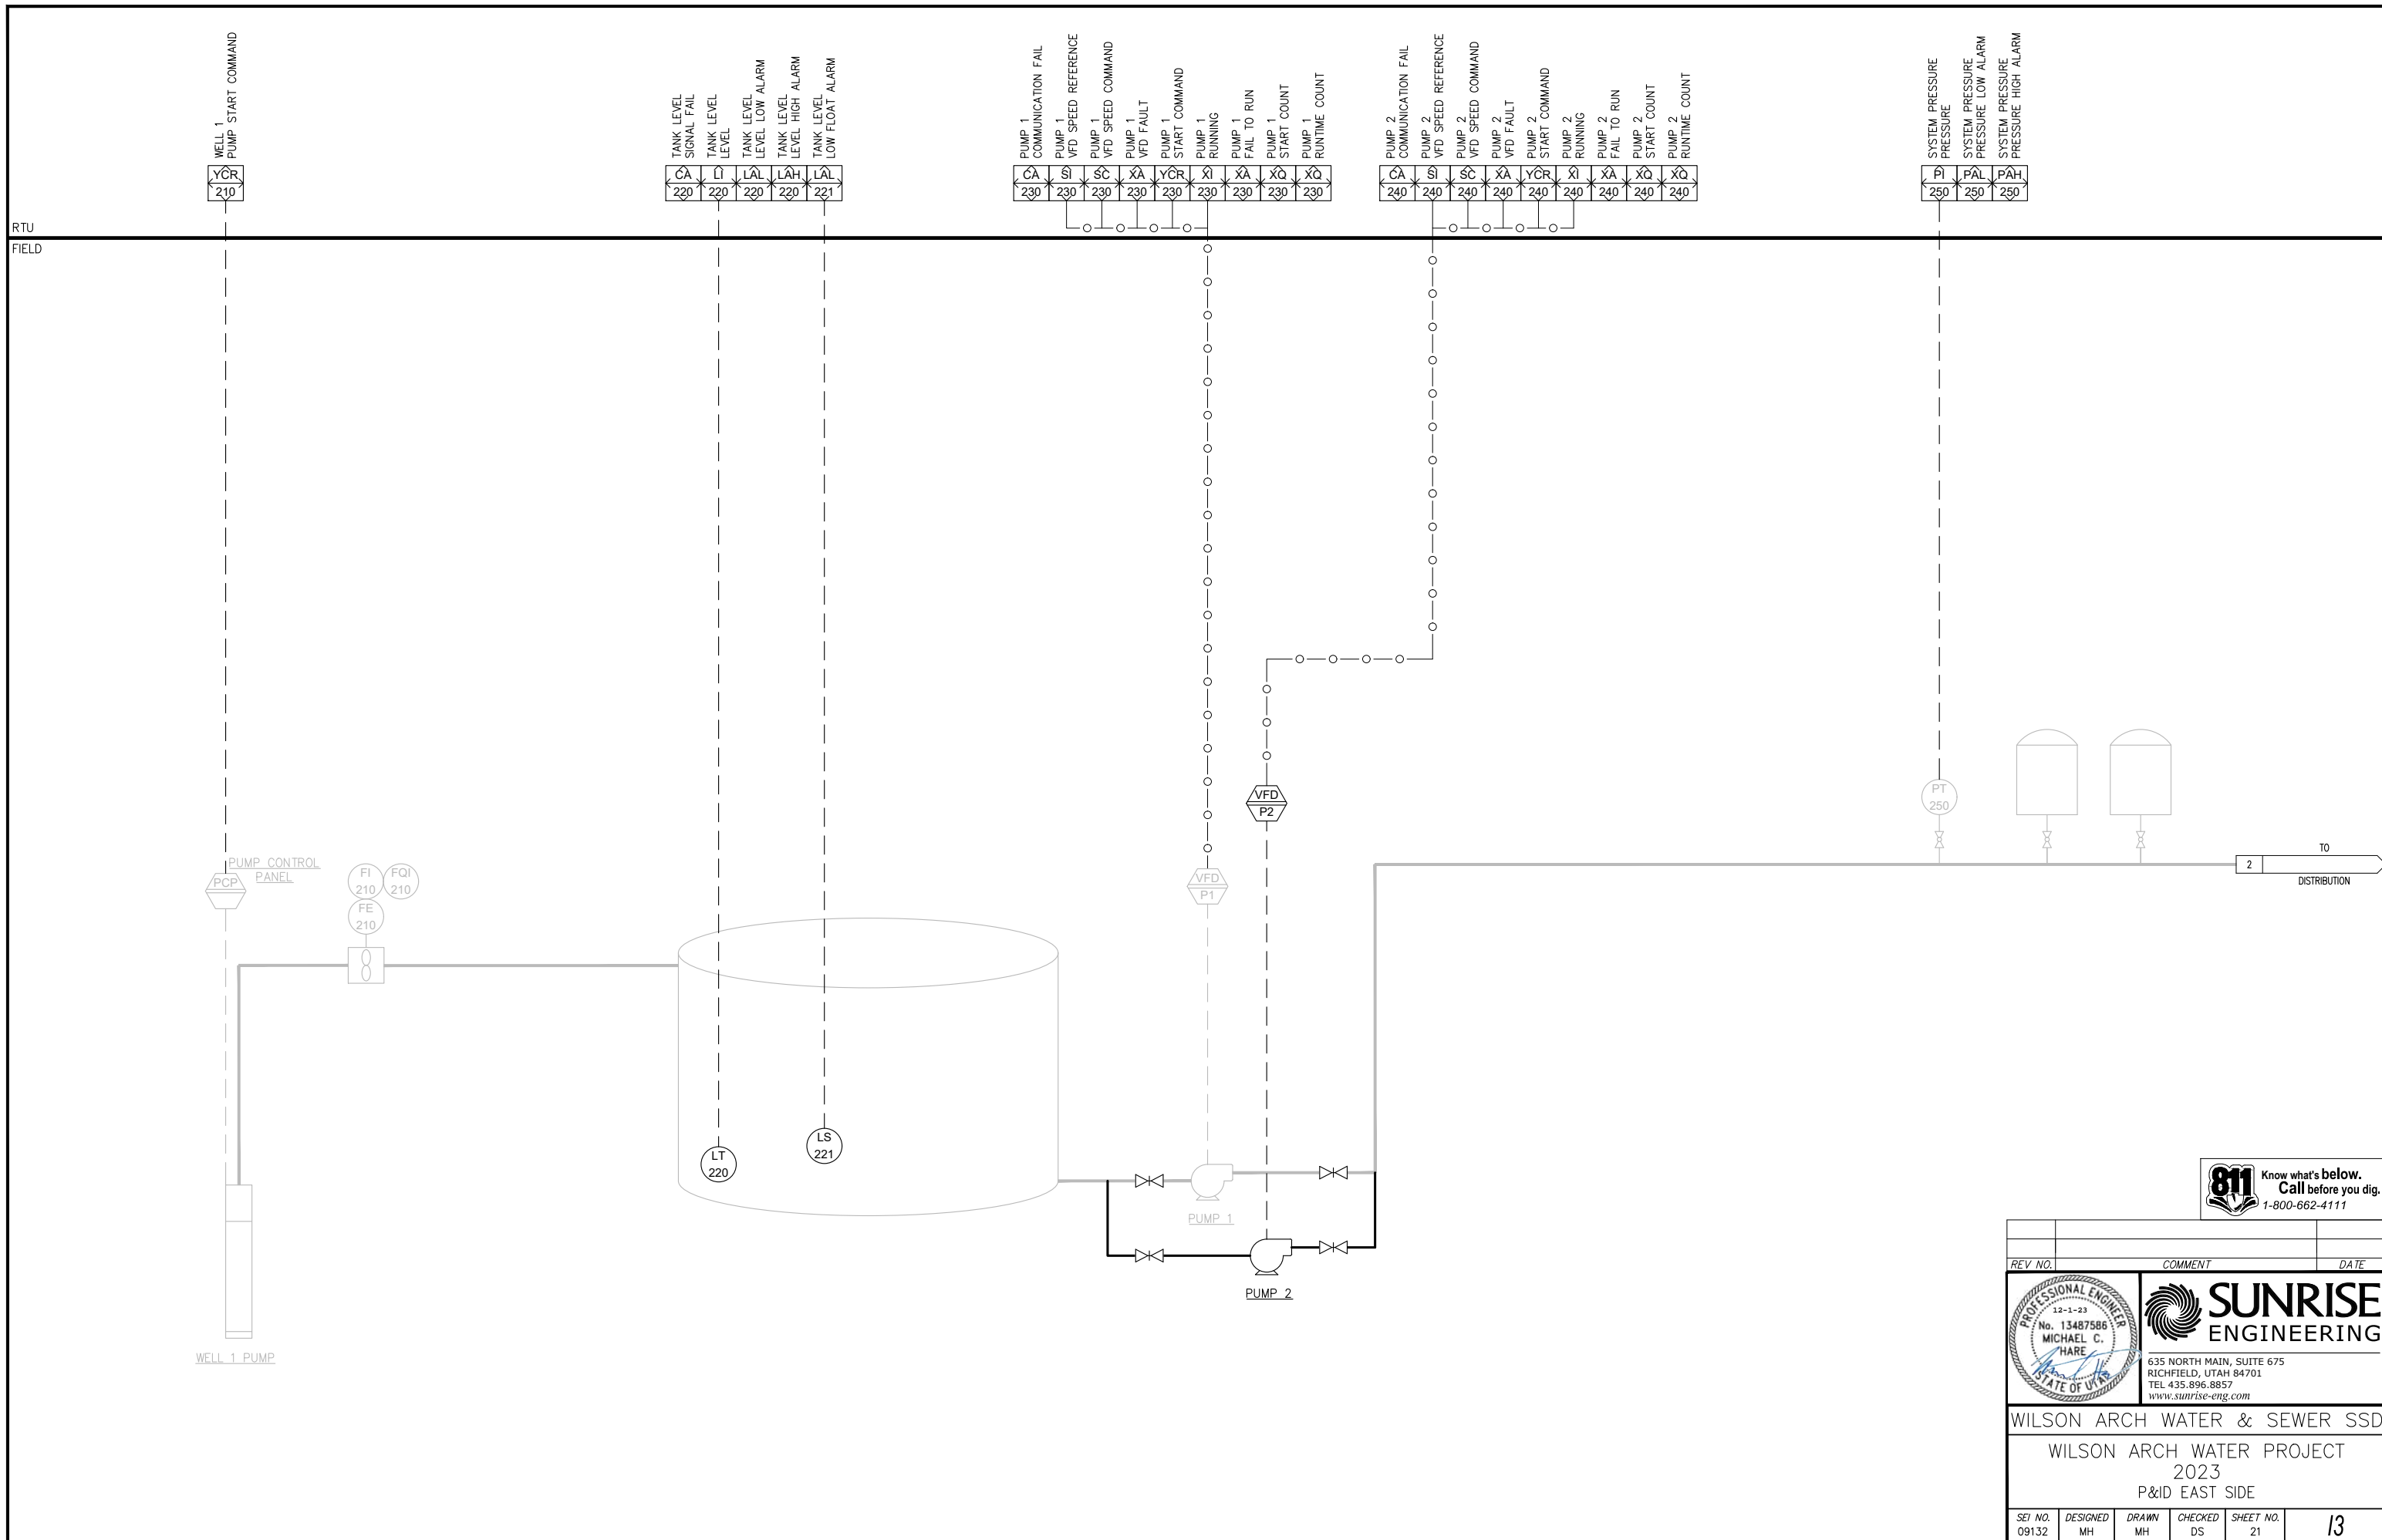 WELL 1
PUMP START COMMAND
TANK LEVEL
SIGNAL FAIL
TANK LEVEL
LEVEL
TANK LEVEL
LEVEL LOW ALARM
TANK LEVEL
LEVEL HIGH ALARM
TANK LEVEL
LOW FLOAT ALARM
PUMP 1
COMMUNICATION FAIL
PUMP 1
VFD SPEED REFERENCE
PUMP 1
VFD SPEED COMMAND
PUMP 1
VFD FAULT
PUMP 1
START COMMAND
PUMP 1
RUNNING
PUMP 1
FAIL TO RUN
PUMP 1
START COUNT
PUMP 1
RUNTIME COUNT
PUMP 2
COMMUNICATION FAIL
PUMP 2
VFD SPEED REFERENCE
PUMP 2
VFD SPEED COMMAND
PUMP 2
VFD FAULT
PUMP 2
START COMMAND
PUMP 2
RUNNING
PUMP 2
FAIL TO RUN
PUMP 2
START COUNT
PUMP 2
RUNTIME COUNT
SYSTEM PRESSURE
PRESSURE
SYSTEM PRESSURE
PRESSURE LOW ALARM
SYSTEM PRESSURE
PRESSURE HIGH ALARM
YCR
210
CA LI LAL LAH LAL
220 220 220 220 221
CA SI SC XA YCR XI XA XQ XQ
230 230 230 230 230 230 230 230 230
CA SI SC XA YCR XI XA XQ XQ
240 240 240 240 240 240 240 240 240
PI PAL PAH
250 250 250
RTU
FIELD
VFD
P2
PT
250
TO
2
DISTRIBUTION
PUMP CONTROL
PANEL
PCP
FI
210
FQI
210
FE
210
VFD
P1
LT
220
LS
221
PUMP 1
PUMP 2
WELL 1 PUMP
811
Know what's below.
Call before you dig.
1-800-662-4111
REV NO. COMMENT DATE
PROFESSIONAL ENGINEER
12-1-23
No. 13487586
MICHAEL C.
HARE
STATE OF UTAH
SUNRISE
ENGINEERING
635 NORTH MAIN, SUITE 675
RICHFIELD, UTAH 84701
TEL 435.896.8857
www.sunrise-eng.com
WILSON ARCH WATER & SEWER SSD
WILSON ARCH WATER PROJECT
2023
P&ID EAST SIDE
SEI NO. DESIGNED DRAWN CHECKED SHEET NO.
09132 MH MH DS 21 13